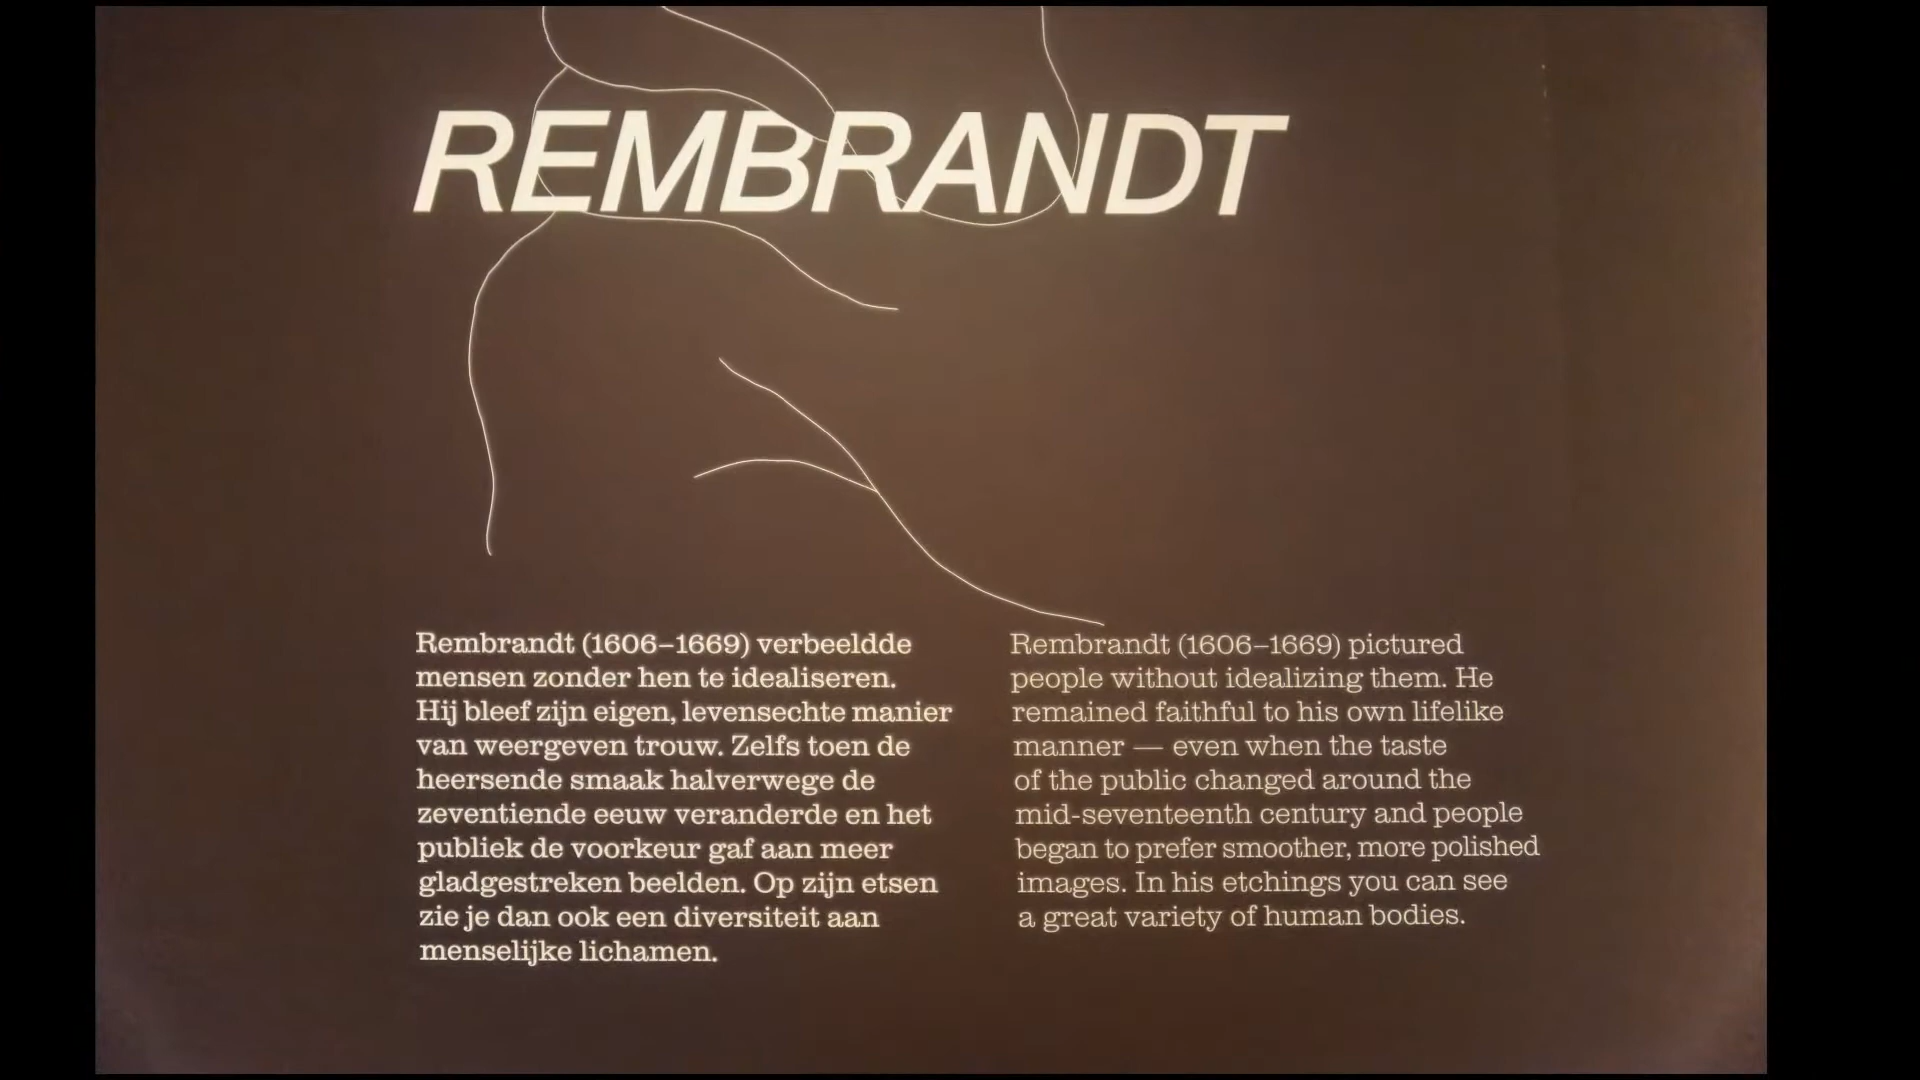 REMBRANDT
Rembrandt (1606–1669) verbeeldde
mensen zonder hen te idealiseren.
Hij bleef zijn eigen, levensechte manier
van weergeven trouw. Zelfs toen de
heersende smaak halverwege de
zeventiende eeuw veranderde en het
publiek de voorkeur gaf aan meer
gladgestreken beelden. Op zijn etsen
zie je dan ook een diversiteit aan
menselijke lichamen.
Rembrandt (1606–1669) pictured
people without idealizing them. He
remained faithful to his own lifelike
manner — even when the taste
of the public changed around the
mid-seventeenth century and people
began to prefer smoother, more polished
images. In his etchings you can see
a great variety of human bodies.